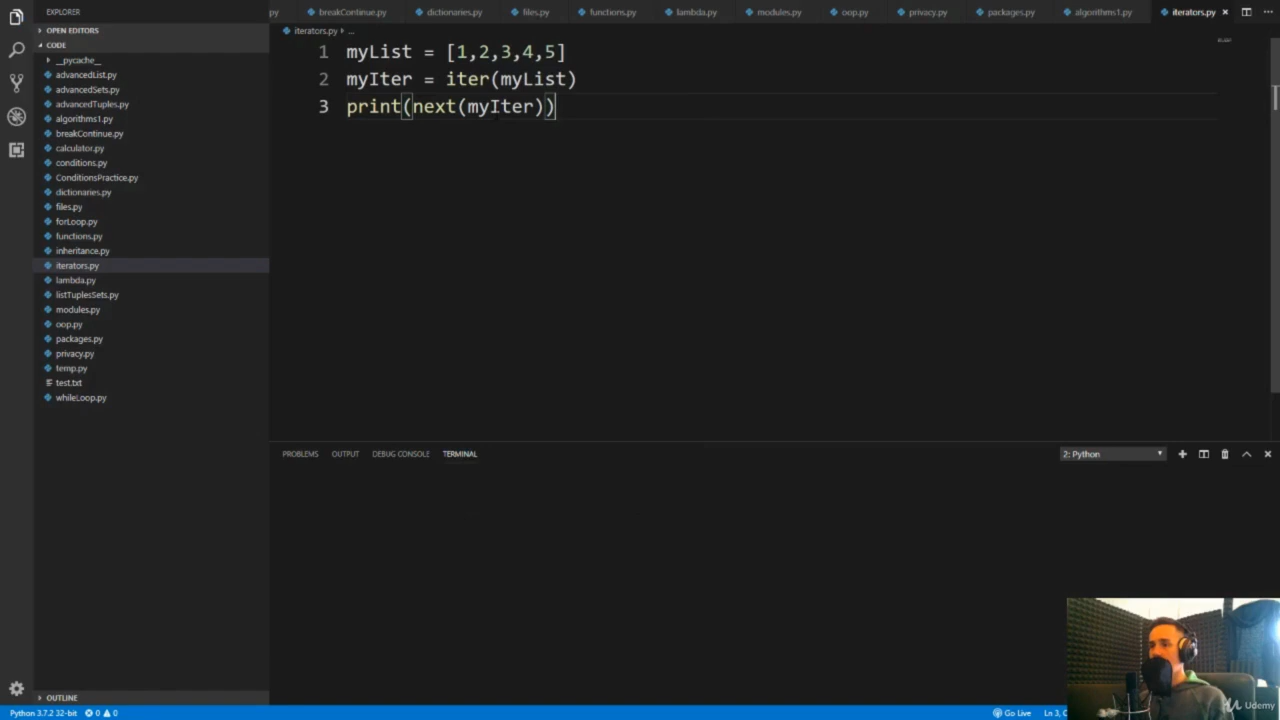 EXPLORER
py
breakContinue.py
dictionaries.py
files.py
functions.py
lambda.py
modules.py
oop.py
privacy.py
packages.py
algorithms1.py
iterators.py ×
OPEN EDITORS
iterators.py › ...
CODE
__pycache__
advancedList.py
advancedSets.py
advancedTuples.py
algorithms1.py
breakContinue.py
calculator.py
conditions.py
ConditionsPractice.py
dictionaries.py
files.py
forLoop.py
functions.py
inheritance.py
iterators.py
lambda.py
listTuplesSets.py
modules.py
oop.py
packages.py
privacy.py
temp.py
test.txt
whileLoop.py
OUTLINE
1 myList = [1,2,3,4,5]
2 myIter = iter(myList)
3 print(next(myIter))
PROBLEMS OUTPUT DEBUG CONSOLE TERMINAL
2: Python
Python 3.7.2 32-bit 0 0
Go Live Ln 3,
Udemy